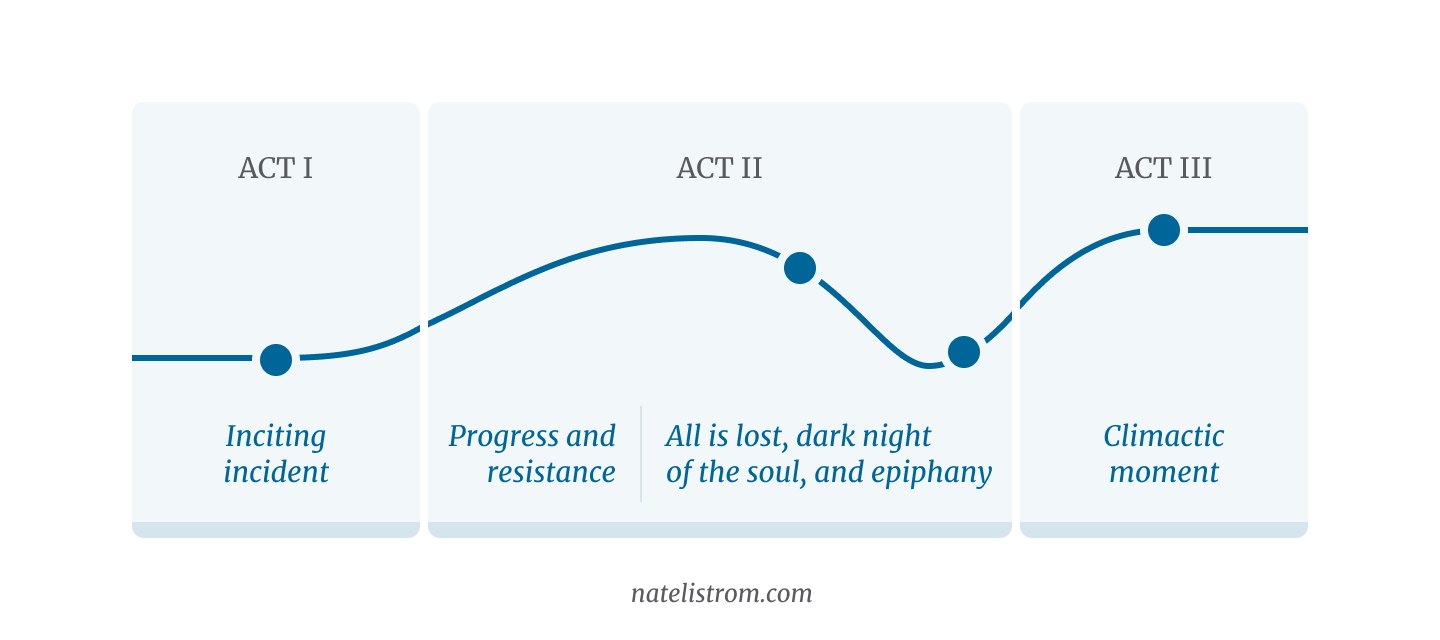 ACT I
ACT II
ACT III
Inciting
incident
Progress and
resistance
All is lost, dark night
of the soul, and epiphany
Climactic
moment
natelistrom.com